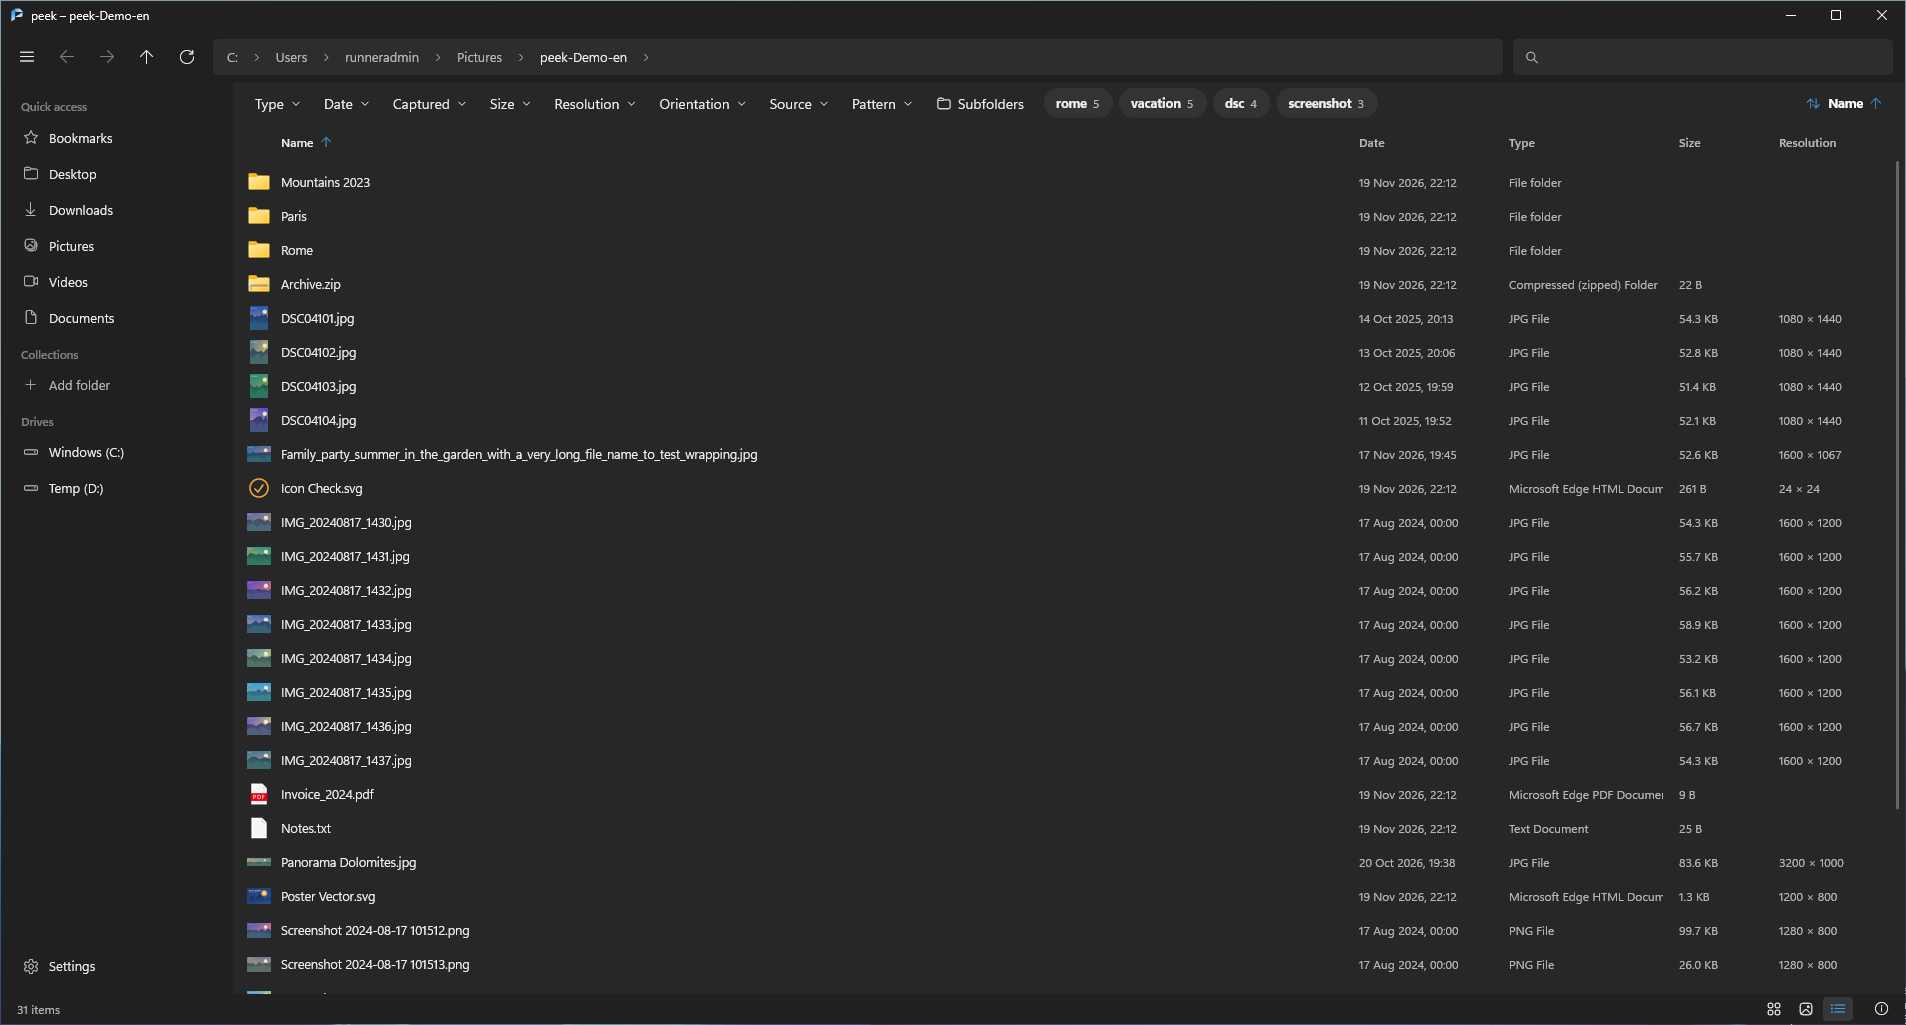 peek – peek-Demo-en
C: Users runneradmin Pictures peek-Demo-en
Quick access
Bookmarks
Desktop
Downloads
Pictures
Videos
Documents
Collections
Add folder
Drives
Windows (C:)
Temp (D:)
Settings
Type Date Captured Size Resolution Orientation Source Pattern Subfolders rome 5 vacation 5 dsc 4 screenshot 3 Name
Name Date Type Size Resolution
Mountains 2023 19 Nov 2026, 22:12 File folder
Paris 19 Nov 2026, 22:12 File folder
Rome 19 Nov 2026, 22:12 File folder
Archive.zip 19 Nov 2026, 22:12 Compressed (zipped) Folder 22 B
DSC04101.jpg 14 Oct 2025, 20:13 JPG File 54.3 KB 1080 × 1440
DSC04102.jpg 13 Oct 2025, 20:06 JPG File 52.8 KB 1080 × 1440
DSC04103.jpg 12 Oct 2025, 19:59 JPG File 51.4 KB 1080 × 1440
DSC04104.jpg 11 Oct 2025, 19:52 JPG File 52.1 KB 1080 × 1440
Family_party_summer_in_the_garden_with_a_very_long_file_name_to_test_wrapping.jpg 17 Nov 2026, 19:45 JPG File 52.6 KB 1600 × 1067
Icon Check.svg 19 Nov 2026, 22:12 Microsoft Edge HTML Docum 261 B 24 × 24
IMG_20240817_1430.jpg 17 Aug 2024, 00:00 JPG File 54.3 KB 1600 × 1200
IMG_20240817_1431.jpg 17 Aug 2024, 00:00 JPG File 55.7 KB 1600 × 1200
IMG_20240817_1432.jpg 17 Aug 2024, 00:00 JPG File 56.2 KB 1600 × 1200
IMG_20240817_1433.jpg 17 Aug 2024, 00:00 JPG File 58.9 KB 1600 × 1200
IMG_20240817_1434.jpg 17 Aug 2024, 00:00 JPG File 53.2 KB 1600 × 1200
IMG_20240817_1435.jpg 17 Aug 2024, 00:00 JPG File 56.1 KB 1600 × 1200
IMG_20240817_1436.jpg 17 Aug 2024, 00:00 JPG File 56.7 KB 1600 × 1200
IMG_20240817_1437.jpg 17 Aug 2024, 00:00 JPG File 54.3 KB 1600 × 1200
Invoice_2024.pdf 19 Nov 2026, 22:12 Microsoft Edge PDF Documer 9 B
Notes.txt 19 Nov 2026, 22:12 Text Document 25 B
Panorama Dolomites.jpg 20 Oct 2026, 19:38 JPG File 83.6 KB 3200 × 1000
Poster Vector.svg 19 Nov 2026, 22:12 Microsoft Edge HTML Docum 1.3 KB 1200 × 800
Screenshot 2024-08-17 101512.png 17 Aug 2024, 00:00 PNG File 99.7 KB 1280 × 800
Screenshot 2024-08-17 101513.png 17 Aug 2024, 00:00 PNG File 26.0 KB 1280 × 800
31 items